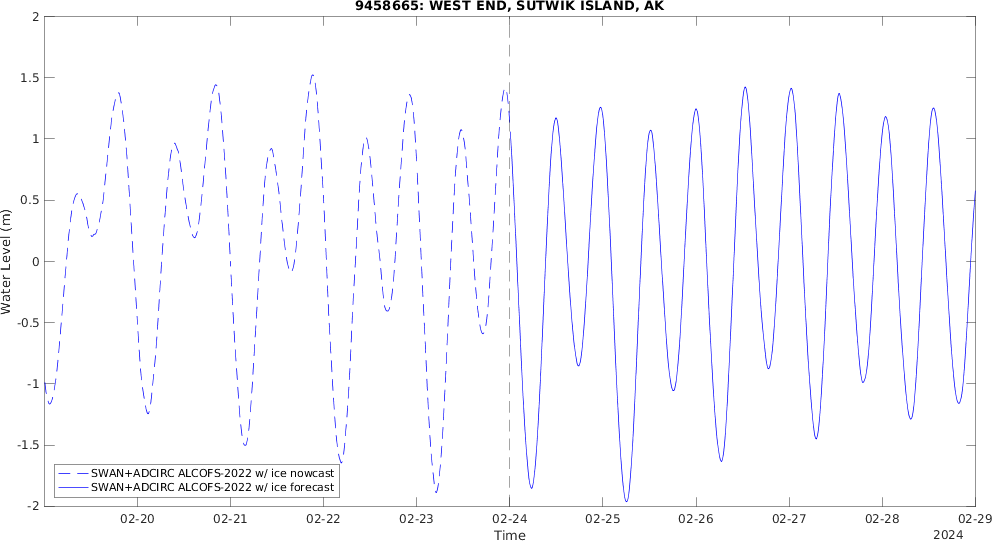 9458665: WEST END, SUTWIK ISLAND, AK
Water Level (m)
2
1.5
1
0.5
0
-0.5
-1
-1.5
-2
SWAN+ADCIRC ALCOFS-2022 w/ ice nowcast
SWAN+ADCIRC ALCOFS-2022 w/ ice forecast
02-20 02-21 02-22 02-23 02-24 02-25 02-26 02-27 02-28 02-29
Time
2024